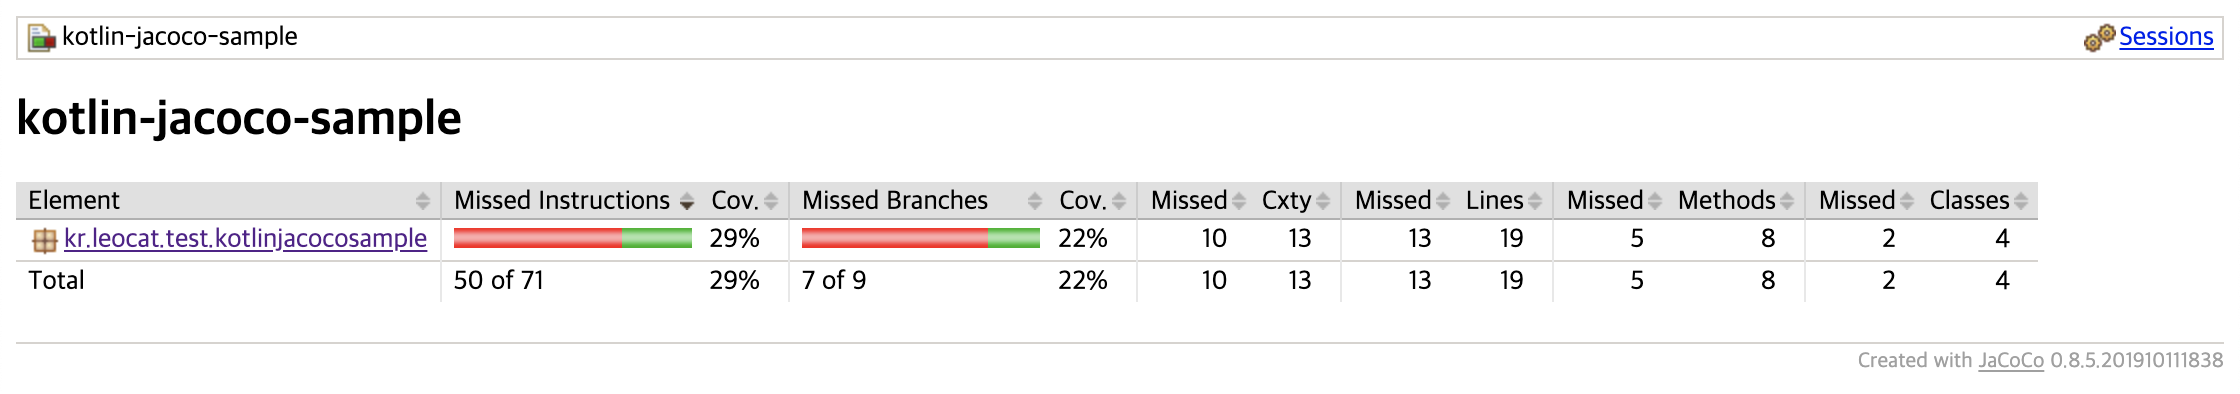 kotlin-jacoco-sample Sessions
kotlin-jacoco-sample
Element Missed Instructions Cov. Missed Branches Cov. Missed Cxty Missed Lines Missed Methods Missed Classes
kr.leocat.test.kotlinjacocosample 29% 22% 10 13 13 19 5 8 2 4
Total 50 of 71 29% 7 of 9 22% 10 13 13 19 5 8 2 4
Created with JaCoCo 0.8.5.201910111838